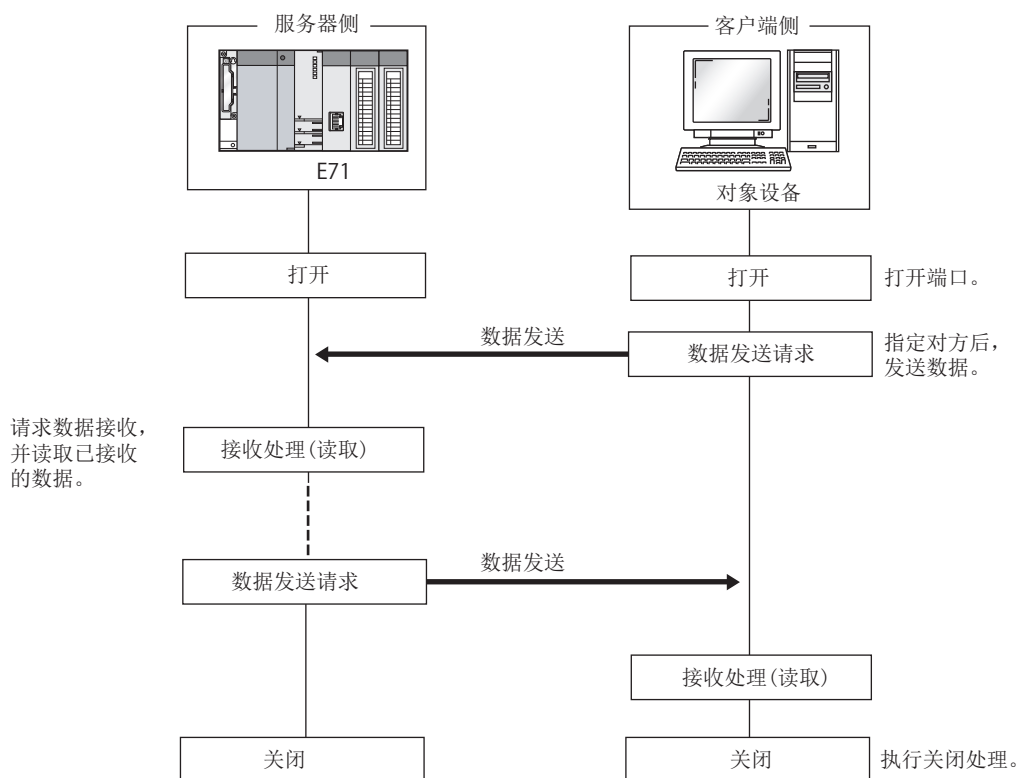 服务器侧
客户端侧
E71
对象设备
打开
打开
打开端口。
数据发送
数据发送请求
指定对方后，
发送数据。
请求数据接收，
并读取已接收
的数据。
接收处理(读取)
数据发送请求
数据发送
接收处理(读取)
关闭
关闭
执行关闭处理。